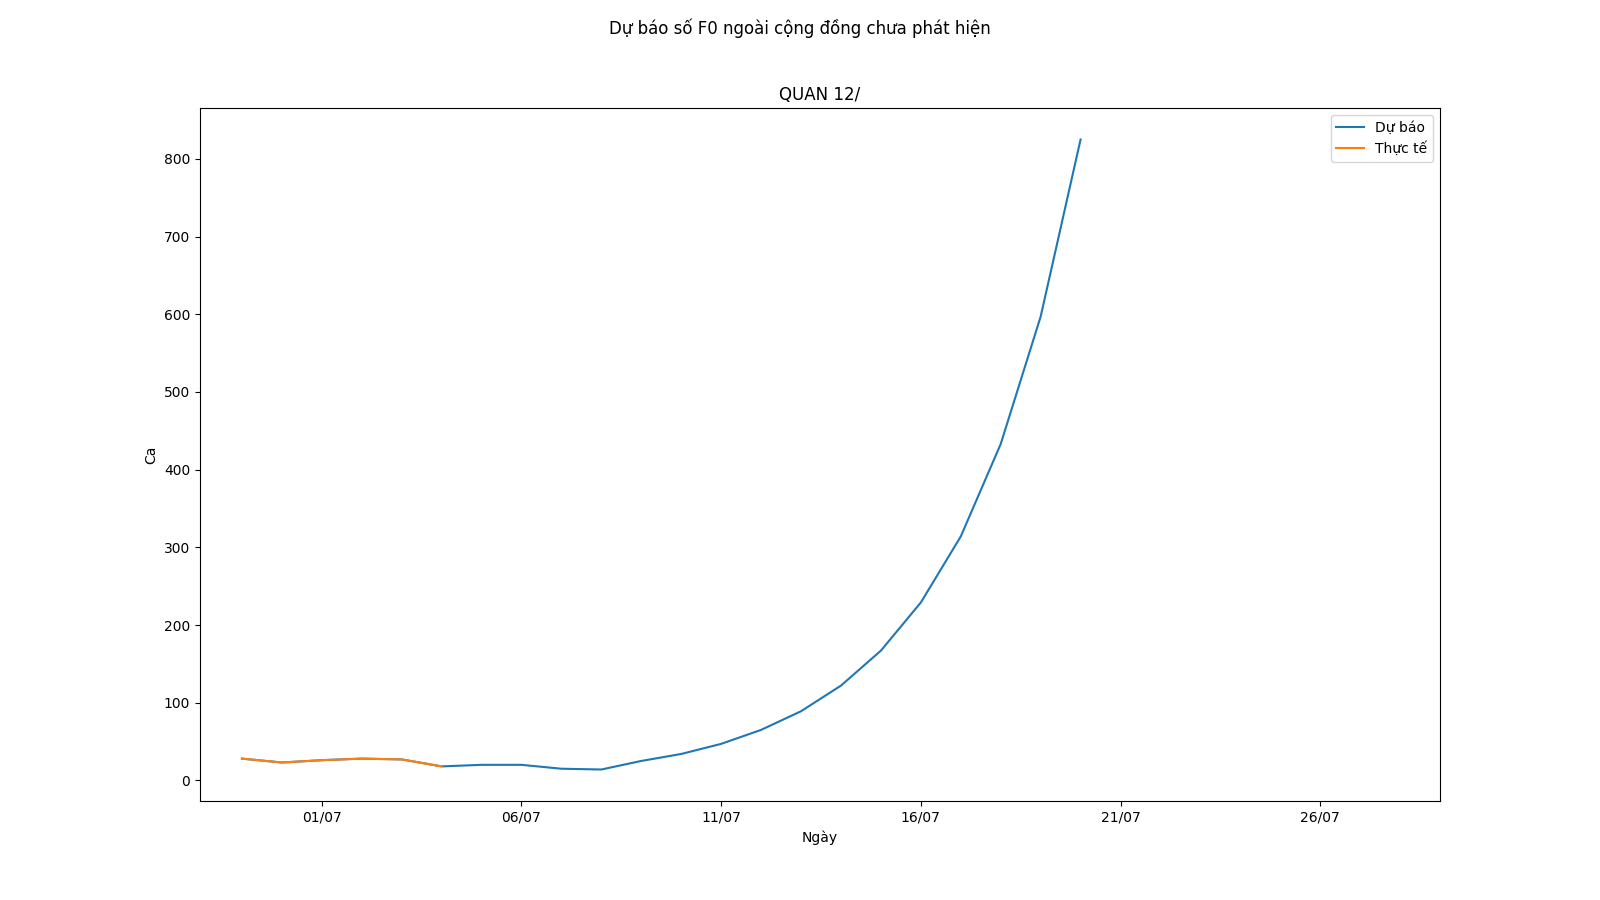 Dự báo số F0 ngoài cộng đồng chưa phát hiện
QUAN 12/
Dự báo
Thực tế
800
700
600
500
400
300
200
100
0
Ca
01/07 06/07 11/07 16/07 21/07 26/07
Ngày